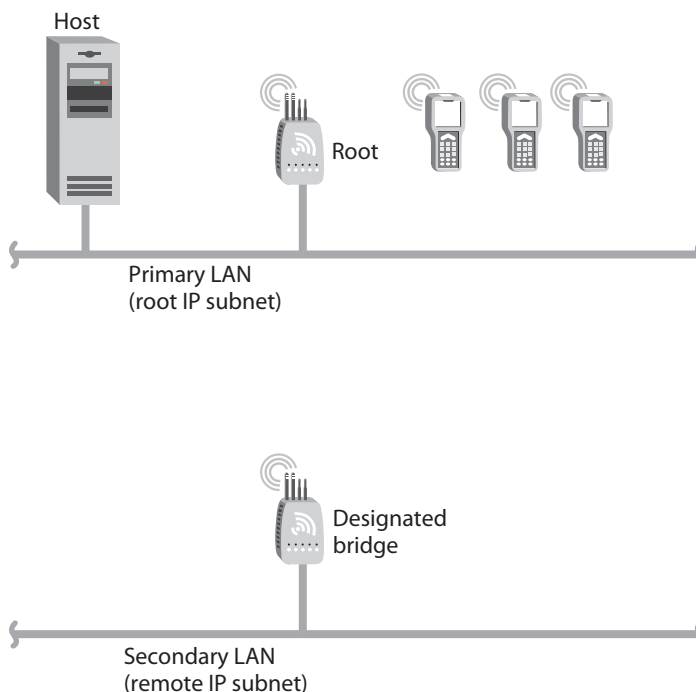 Host
Root
Primary LAN
(root IP subnet)
Designated
bridge
Secondary LAN
(remote IP subnet)